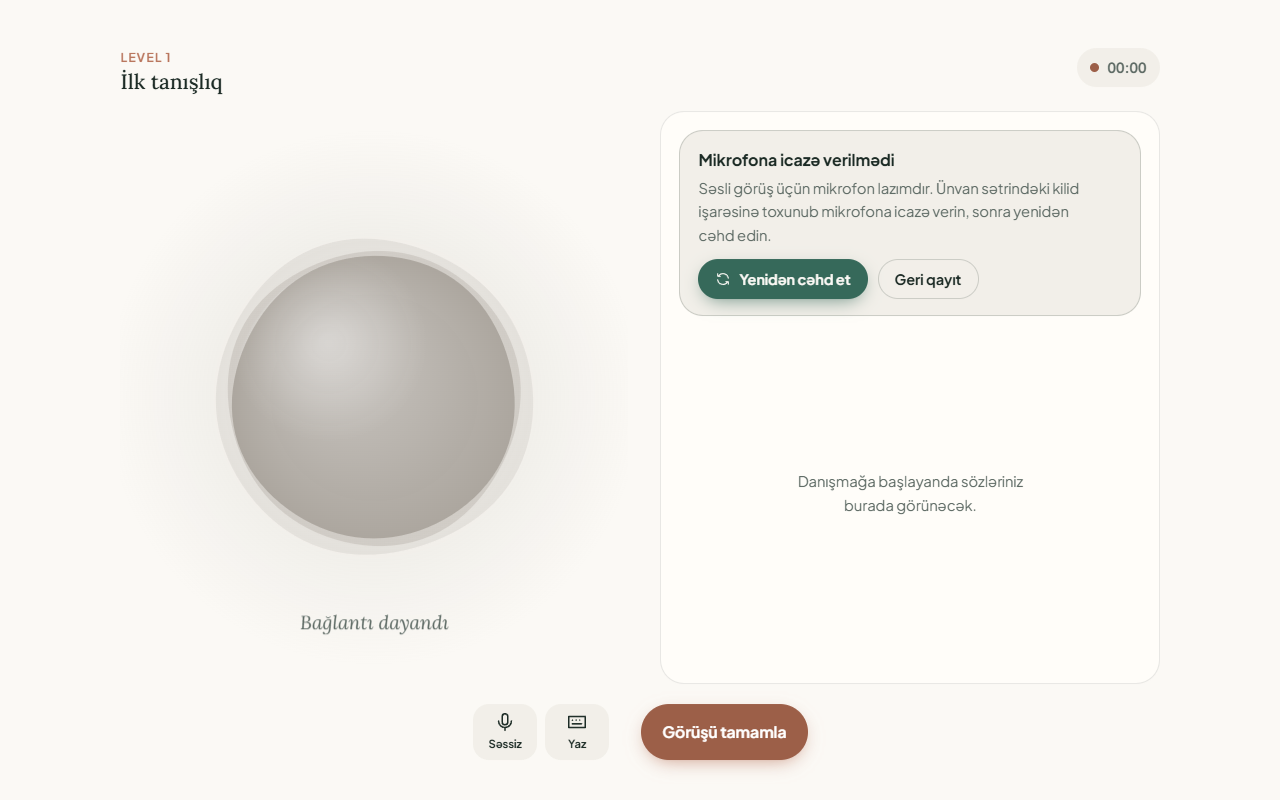 LEVEL 1
İlk tanışlıq
00:00
Mikrofona icazə verilmədi
Səsli görüş üçün mikrofon lazımdır. Ünvan sətrindəki kilid
işarəsinə toxunub mikrofona icazə verin, sonra yenidən
cəhd edin.
Yenidən cəhd et
Geri qayıt
Danışmağa başlayanda sözləriniz
burada görünəcək.
Bağlantı dayandı
Səssiz
Yaz
Görüşü tamamla